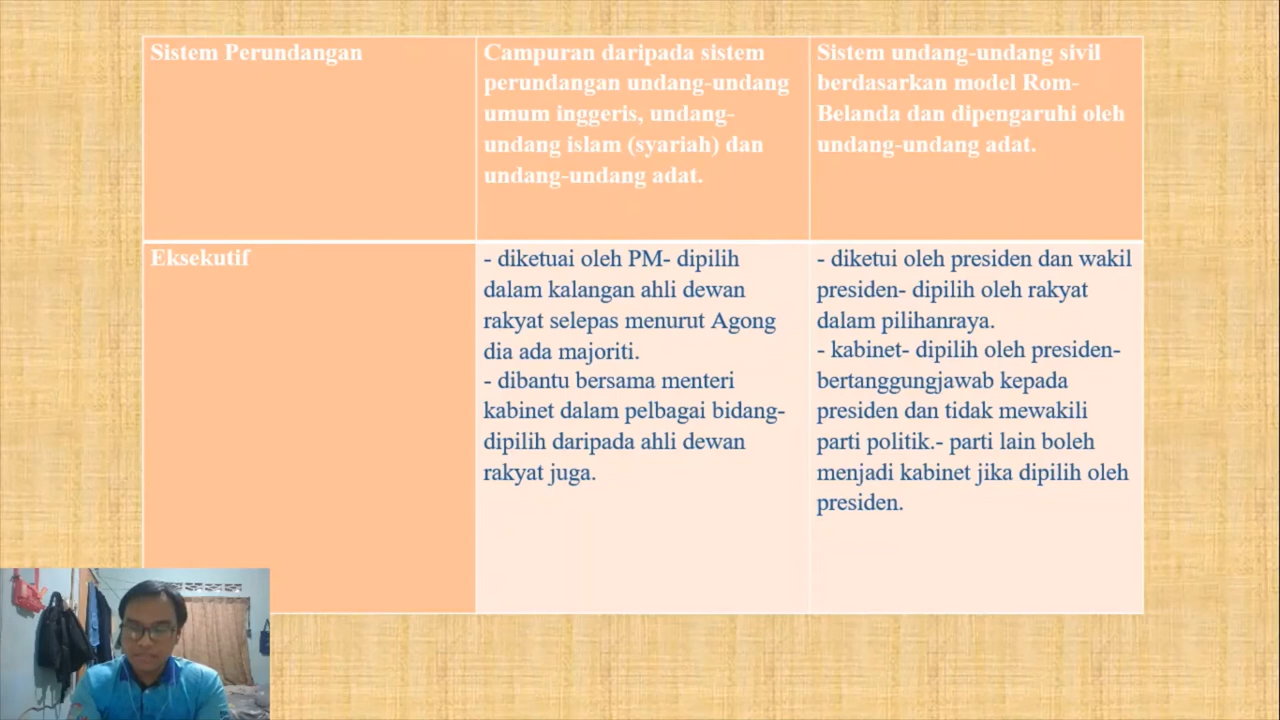 Sistem Perundangan
Campuran daripada sistem
perundangan undang-undang
umum inggeris, undang-
undang islam (syariah) dan
undang-undang adat.
Sistem undang-undang sivil
berdasarkan model Rom-
Belanda dan dipengaruhi oleh
undang-undang adat.
Eksekutif
- diketuai oleh PM- dipilih
dalam kalangan ahli dewan
rakyat selepas menurut Agong
dia ada majoriti.
- dibantu bersama menteri
kabinet dalam pelbagai bidang-
dipilih daripada ahli dewan
rakyat juga.
- diketui oleh presiden dan wakil
presiden- dipilih oleh rakyat
dalam pilihanraya.
- kabinet- dipilih oleh presiden-
bertanggungjawab kepada
presiden dan tidak mewakili
parti politik.- parti lain boleh
menjadi kabinet jika dipilih oleh
presiden.